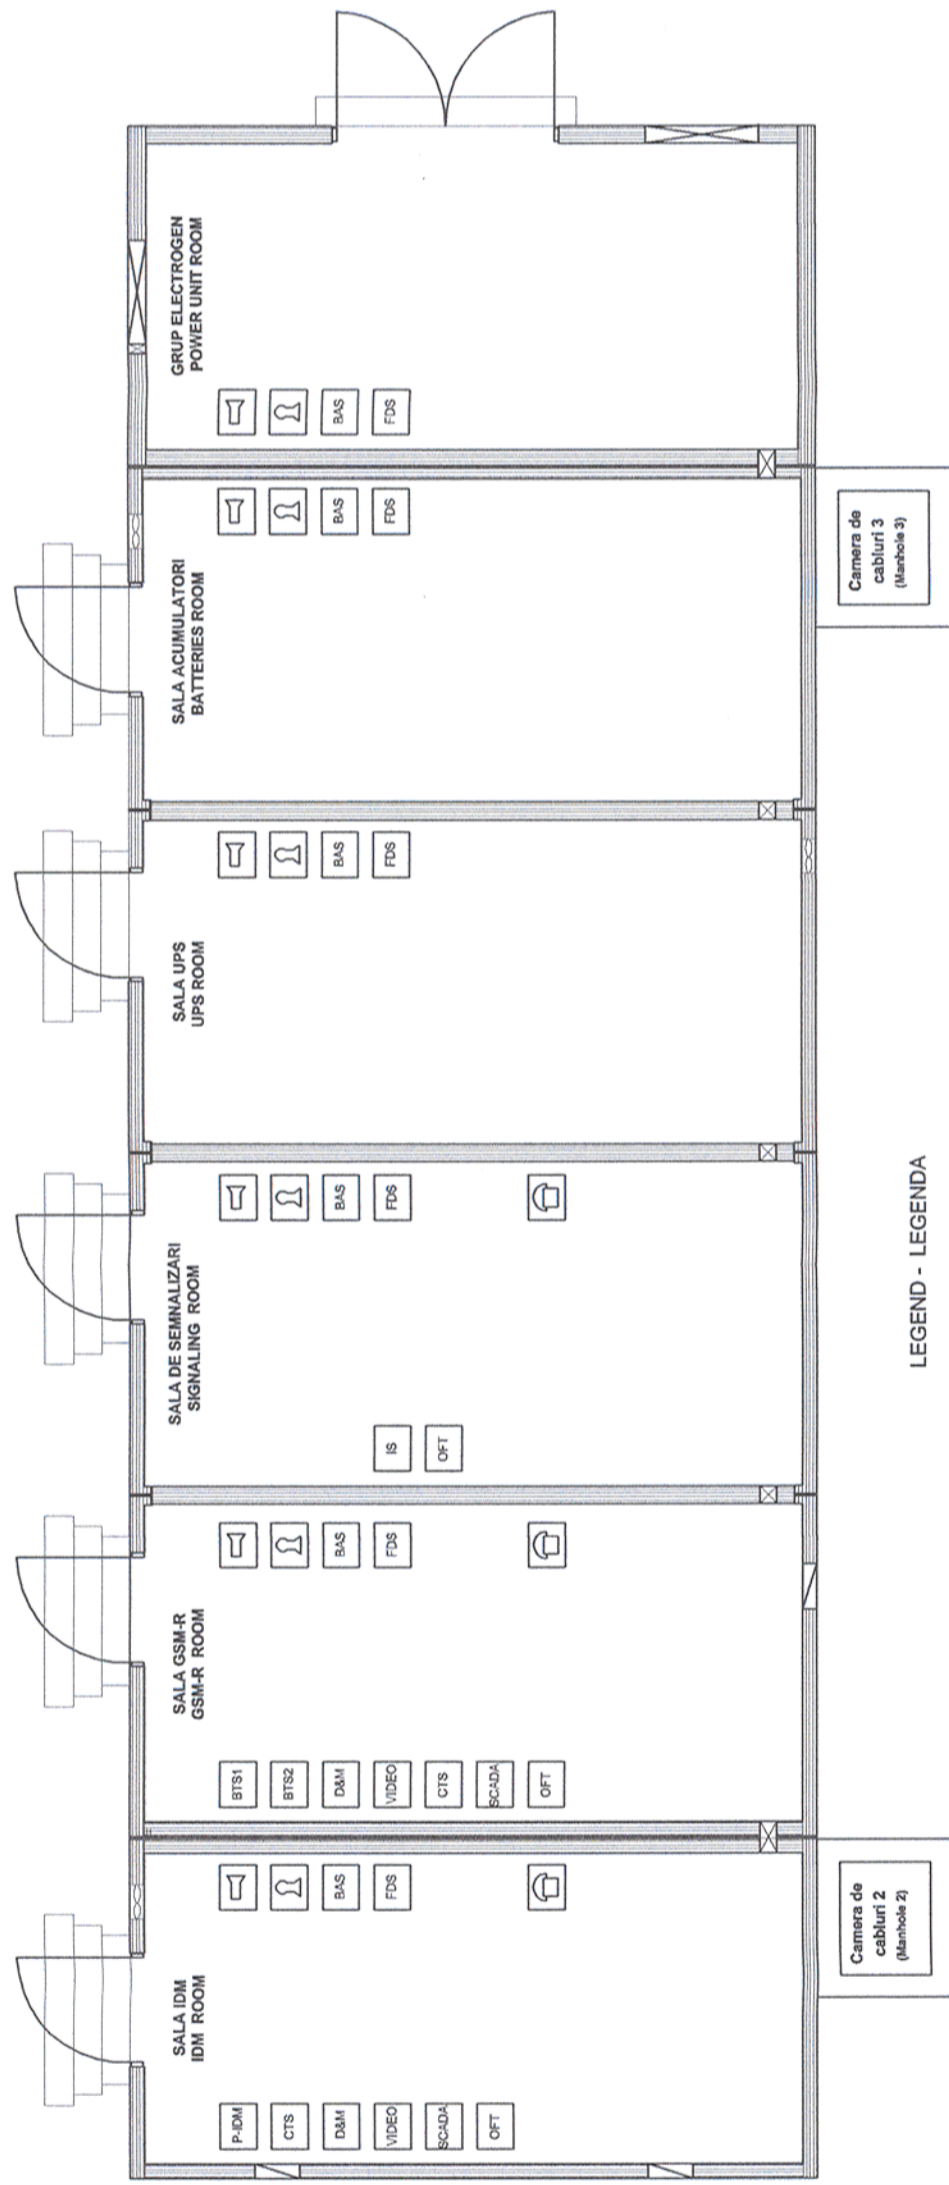 SALA IDM
IDM ROOM
P-IDM
CTS
D&M
VIDEO
SCADA
OFT
BAS
FDS
SALA GSM-R
GSM-R ROOM
BTS1
BTS2
D&M
VIDEO
CTS
SCADA
OFT
BAS
FDS
SALA DE SEMNALIZARI
SIGNALING ROOM
IS
OFT
BAS
FDS
SALA UPS
UPS ROOM
BAS
FDS
SALA ACUMULATORI
BATTERIES ROOM
BAS
FDS
GRUP ELECTROGEN
POWER UNIT ROOM
BAS
FDS
Camera de
cabluri 2
(Manhole 2)
LEGEND - LEGENDA
Camera de
cabluri 3
(Manhole 3)